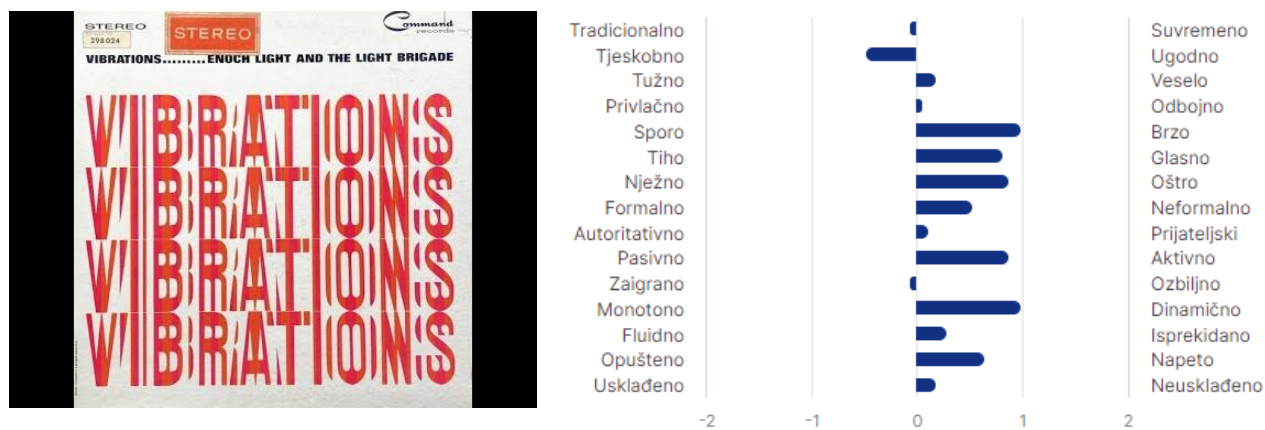 STEREO
298024
STEREO
Command
records
VIBRATIONS.........ENOCH LIGHT AND THE LIGHT BRIGADE
VIBRATIONS
VIBRATIONS
VIBRATIONS
VIBRATIONS
Tradicionalno Suvremeno
Tjeskobno Ugodno
Tužno Veselo
Privlačno Odbojno
Sporo Brzo
Tiho Glasno
Nježno Oštro
Formalno Neformalno
Autoritativno Prijateljski
Pasivno Aktivno
Zaigrano Ozbiljno
Monotono Dinamično
Fluidno Isprekidano
Opušteno Napeto
Usklađeno Neusklađeno
-2 -1 0 1 2